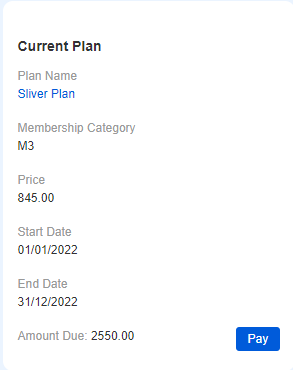 Current Plan
Plan Name
Sliver Plan
Membership Category
M3
Price
845.00
Start Date
01/01/2022
End Date
31/12/2022
Amount Due: 2550.00
Pay